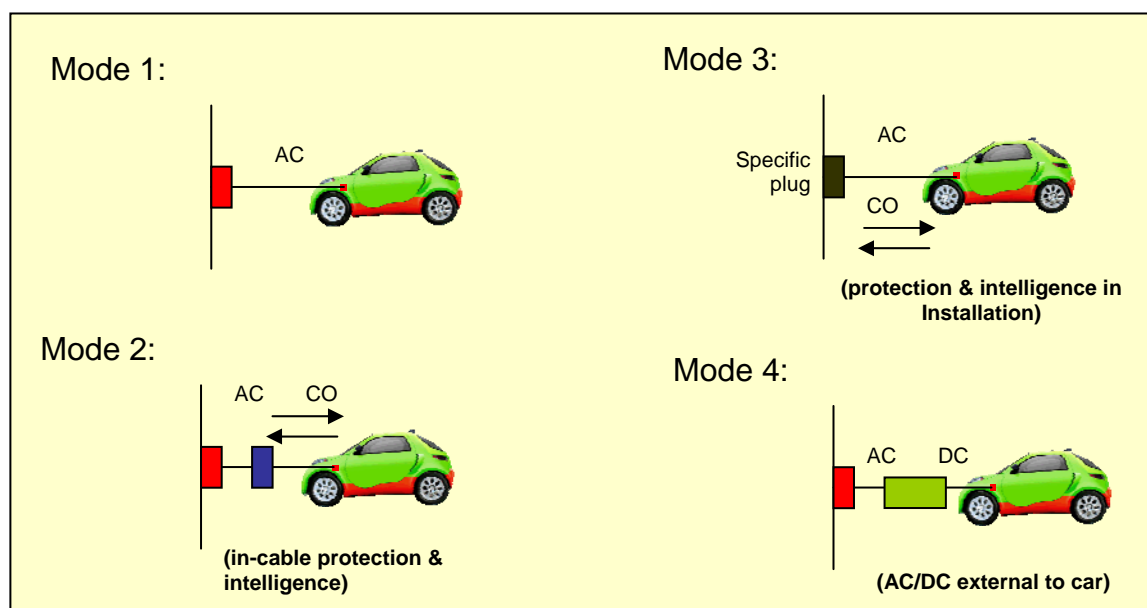 Mode 1:
AC
Mode 2:
AC CO
(in-cable protection &
intelligence)
Mode 3:
AC
Specific
plug
CO
(protection & intelligence in
Installation)
Mode 4:
AC DC
(AC/DC external to car)